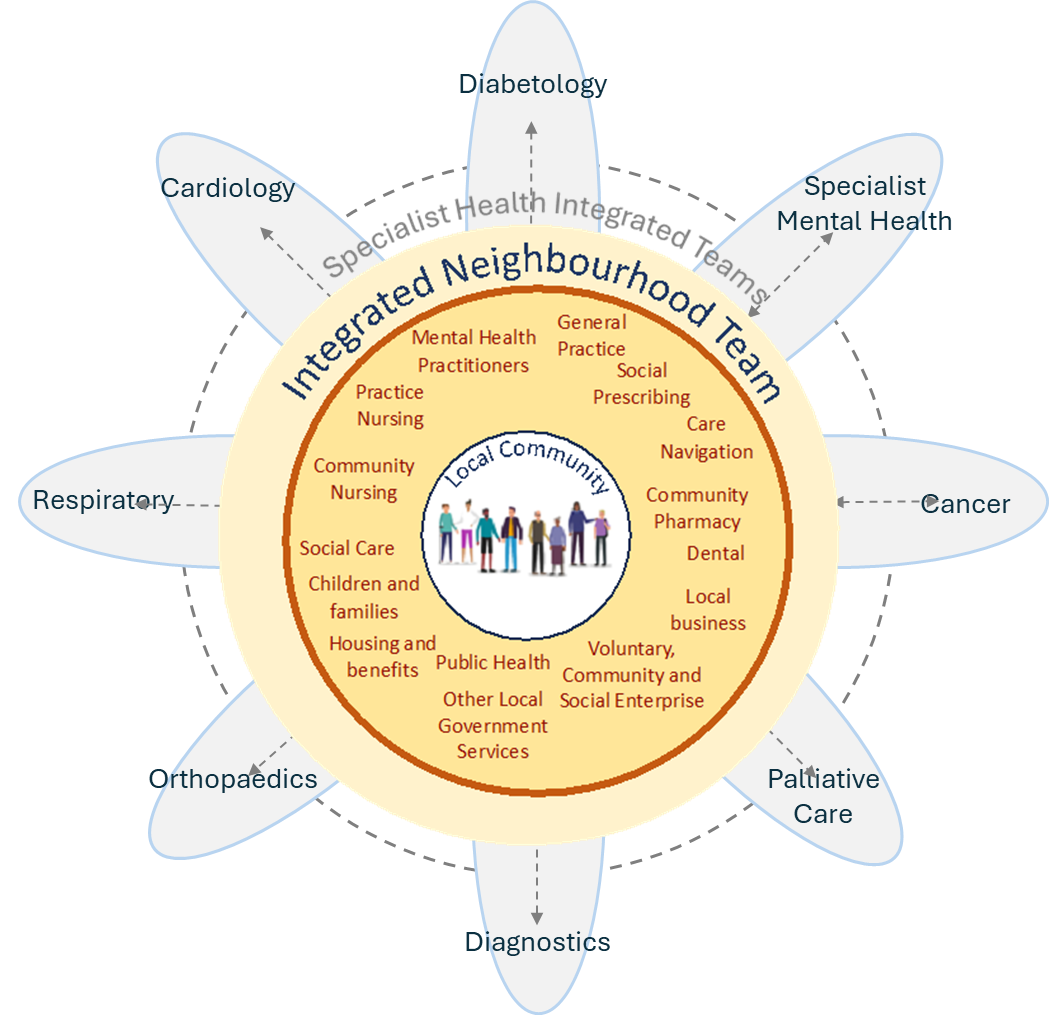 Diabetology
Cardiology
Specialist
Mental Health
Specialist Health Integrated Teams
Integrated Neighbourhood Team
General
Practice
Mental Health
Practitioners
Social
Prescribing
Practice
Nursing
Care
Navigation
Local Community
Community
Nursing
Community
Pharmacy
Respiratory
Cancer
Social Care
Dental
Children and
families
Local
business
Housing and
benefits
Public Health
Voluntary,
Community and
Social Enterprise
Other Local
Government
Services
Orthopaedics
Palliative
Care
Diagnostics